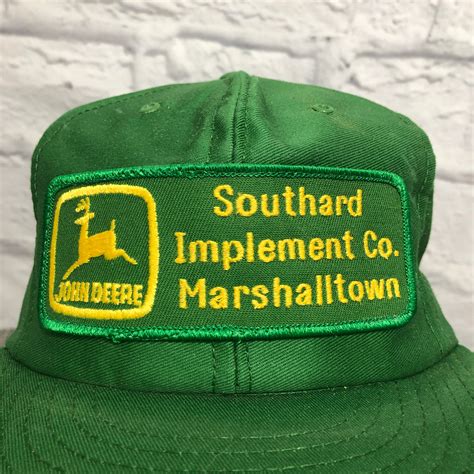 JOHN DEERE
Southard
Implement Co.
Marshalltown